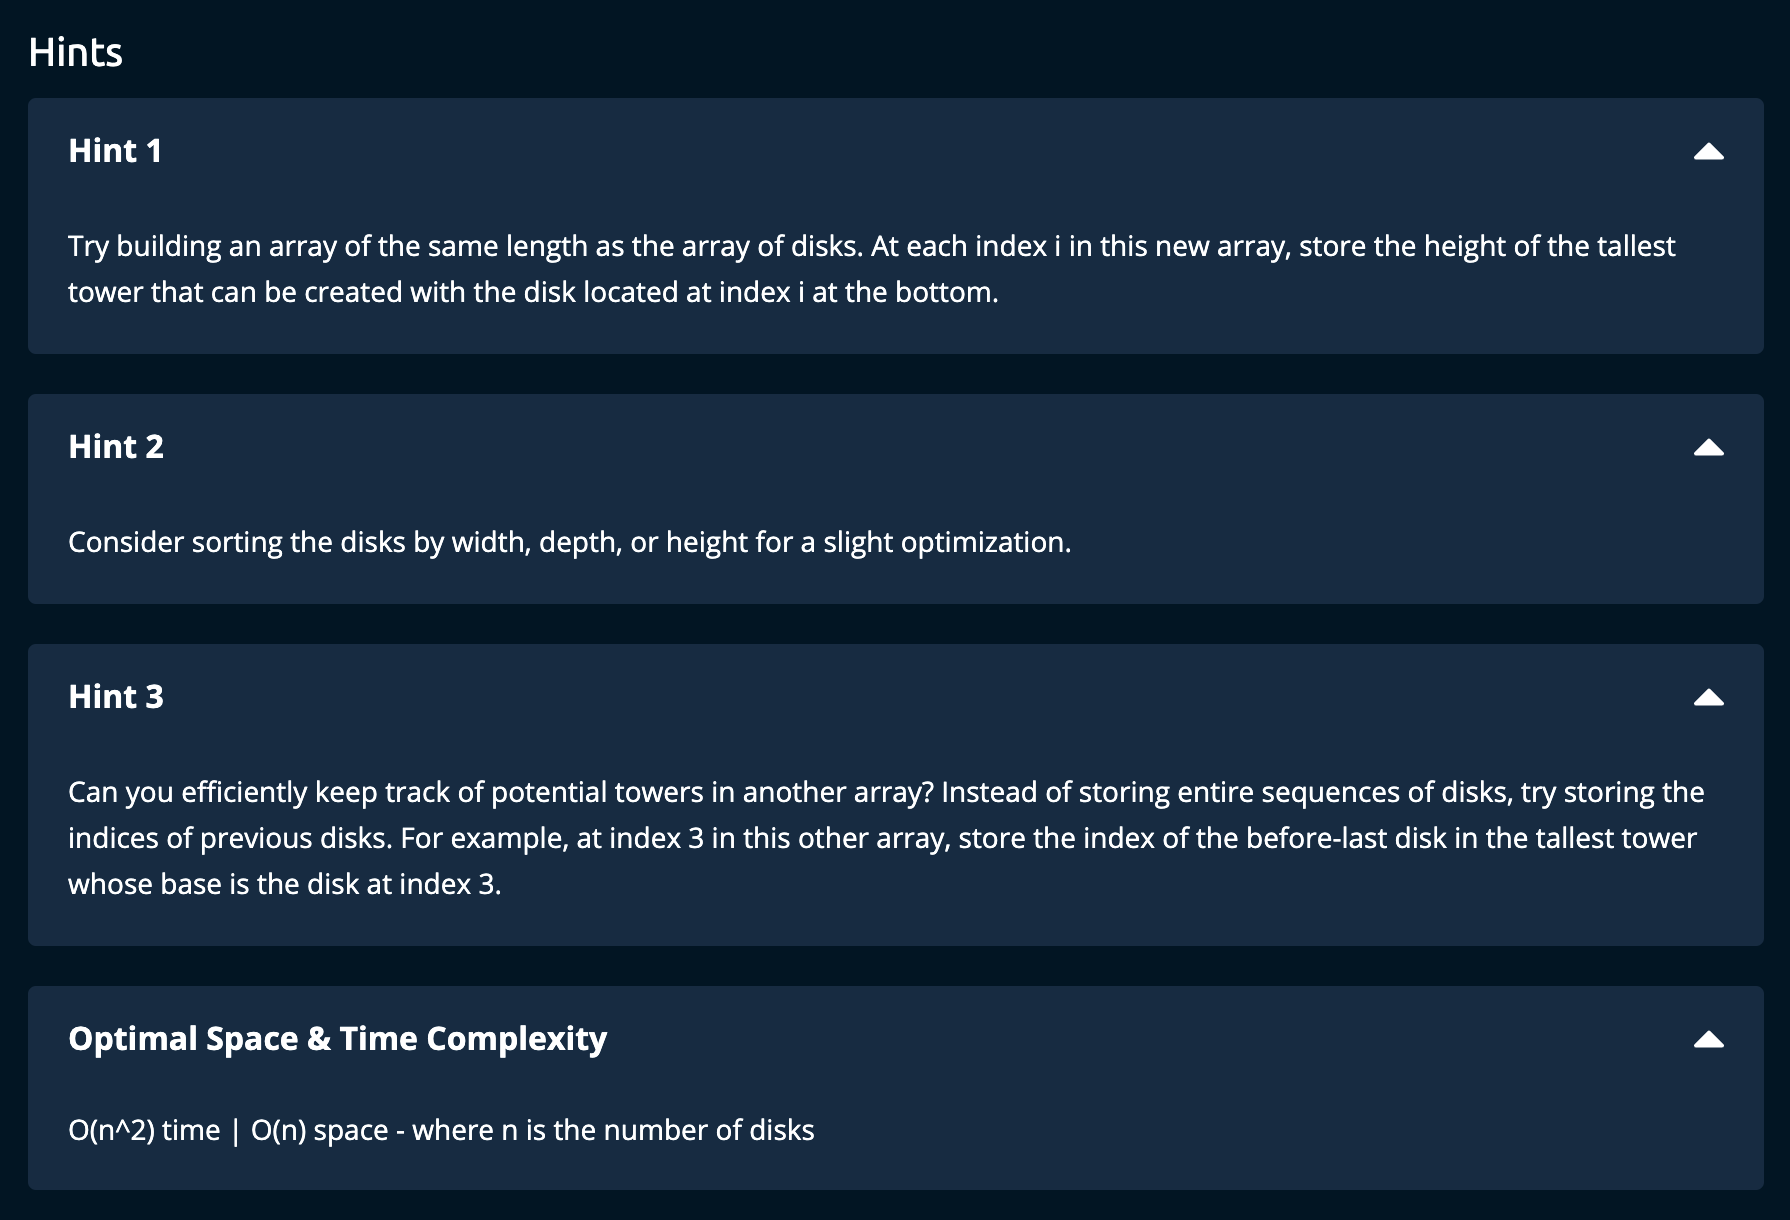 Hints
Hint 1
Try building an array of the same length as the array of disks. At each index i in this new array, store the height of the tallest
tower that can be created with the disk located at index i at the bottom.
Hint 2
Consider sorting the disks by width, depth, or height for a slight optimization.
Hint 3
Can you efficiently keep track of potential towers in another array? Instead of storing entire sequences of disks, try storing the
indices of previous disks. For example, at index 3 in this other array, store the index of the before-last disk in the tallest tower
whose base is the disk at index 3.
Optimal Space & Time Complexity
O(n^2) time | O(n) space - where n is the number of disks